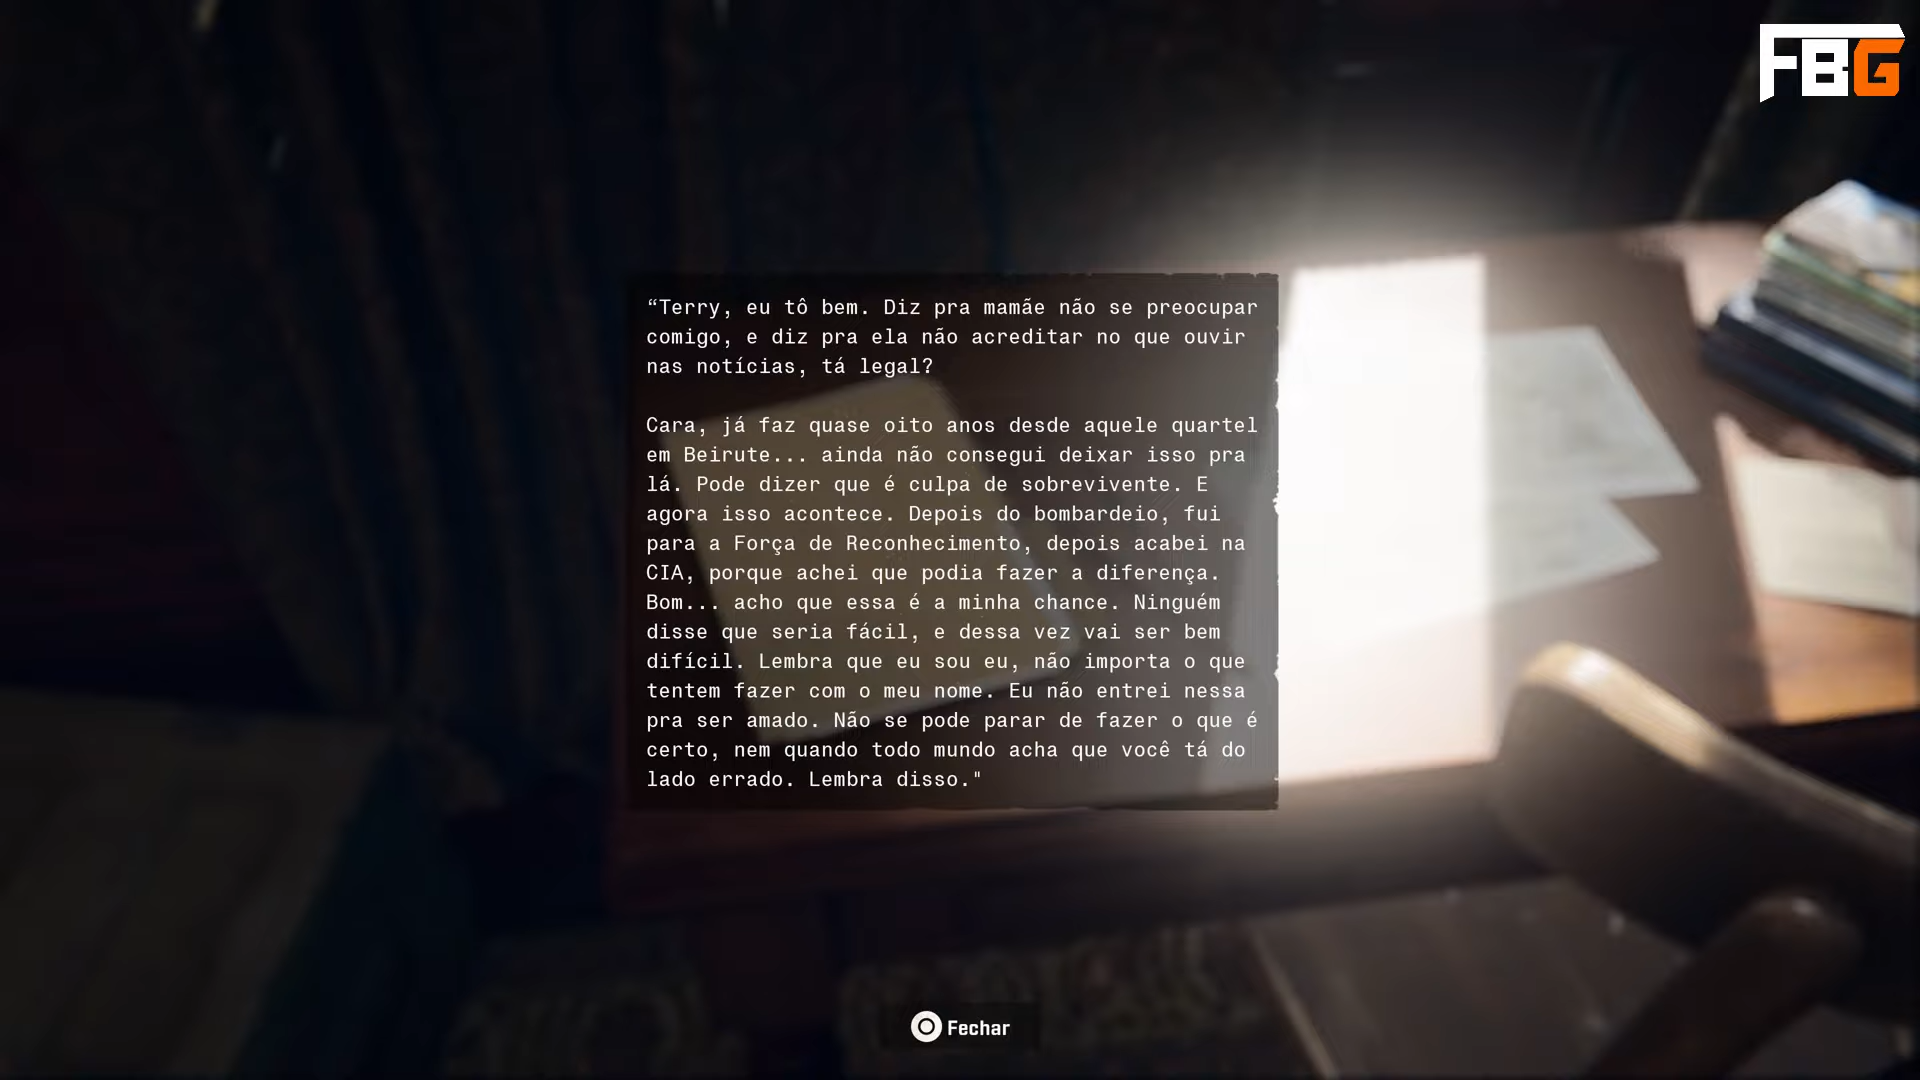 FBG
“Terry, eu tô bem. Diz pra mamãe não se preocupar
comigo, e diz pra ela não acreditar no que ouvir
nas notícias, tá legal?
Cara, já faz quase oito anos desde aquele quartel
em Beirute... ainda não consegui deixar isso pra
lá. Pode dizer que é culpa de sobrevivente. E
agora isso acontece. Depois do bombardeio, fui
para a Força de Reconhecimento, depois acabei na
CIA, porque achei que podia fazer a diferença.
Bom... acho que essa é a minha chance. Ninguém
disse que seria fácil, e dessa vez vai ser bem
difícil. Lembra que eu sou eu, não importa o que
tentem fazer com o meu nome. Eu não entrei nessa
pra ser amado. Não se pode parar de fazer o que é
certo, nem quando todo mundo acha que você tá do
lado errado. Lembra disso."
Fechar